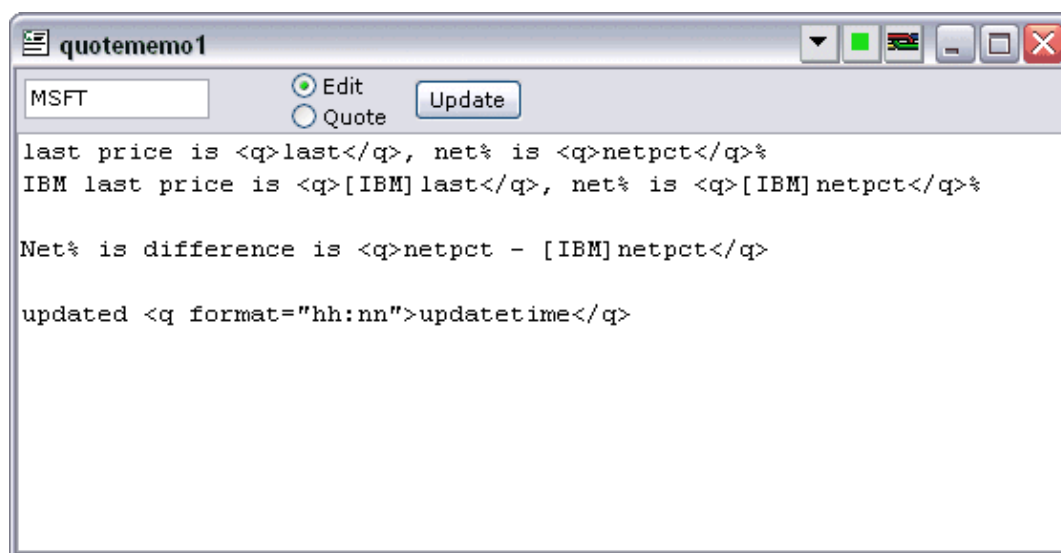 quotememo1
MSFT
Edit
Quote
Update
last price is <q>last</q>, net% is <q>netpct</q>%
IBM last price is <q>[IBM]last</q>, net% is <q>[IBM]netpct</q>%
Net% is difference is <q>netpct - [IBM]netpct</q>
updated <q format="hh:nn">updatetime</q>